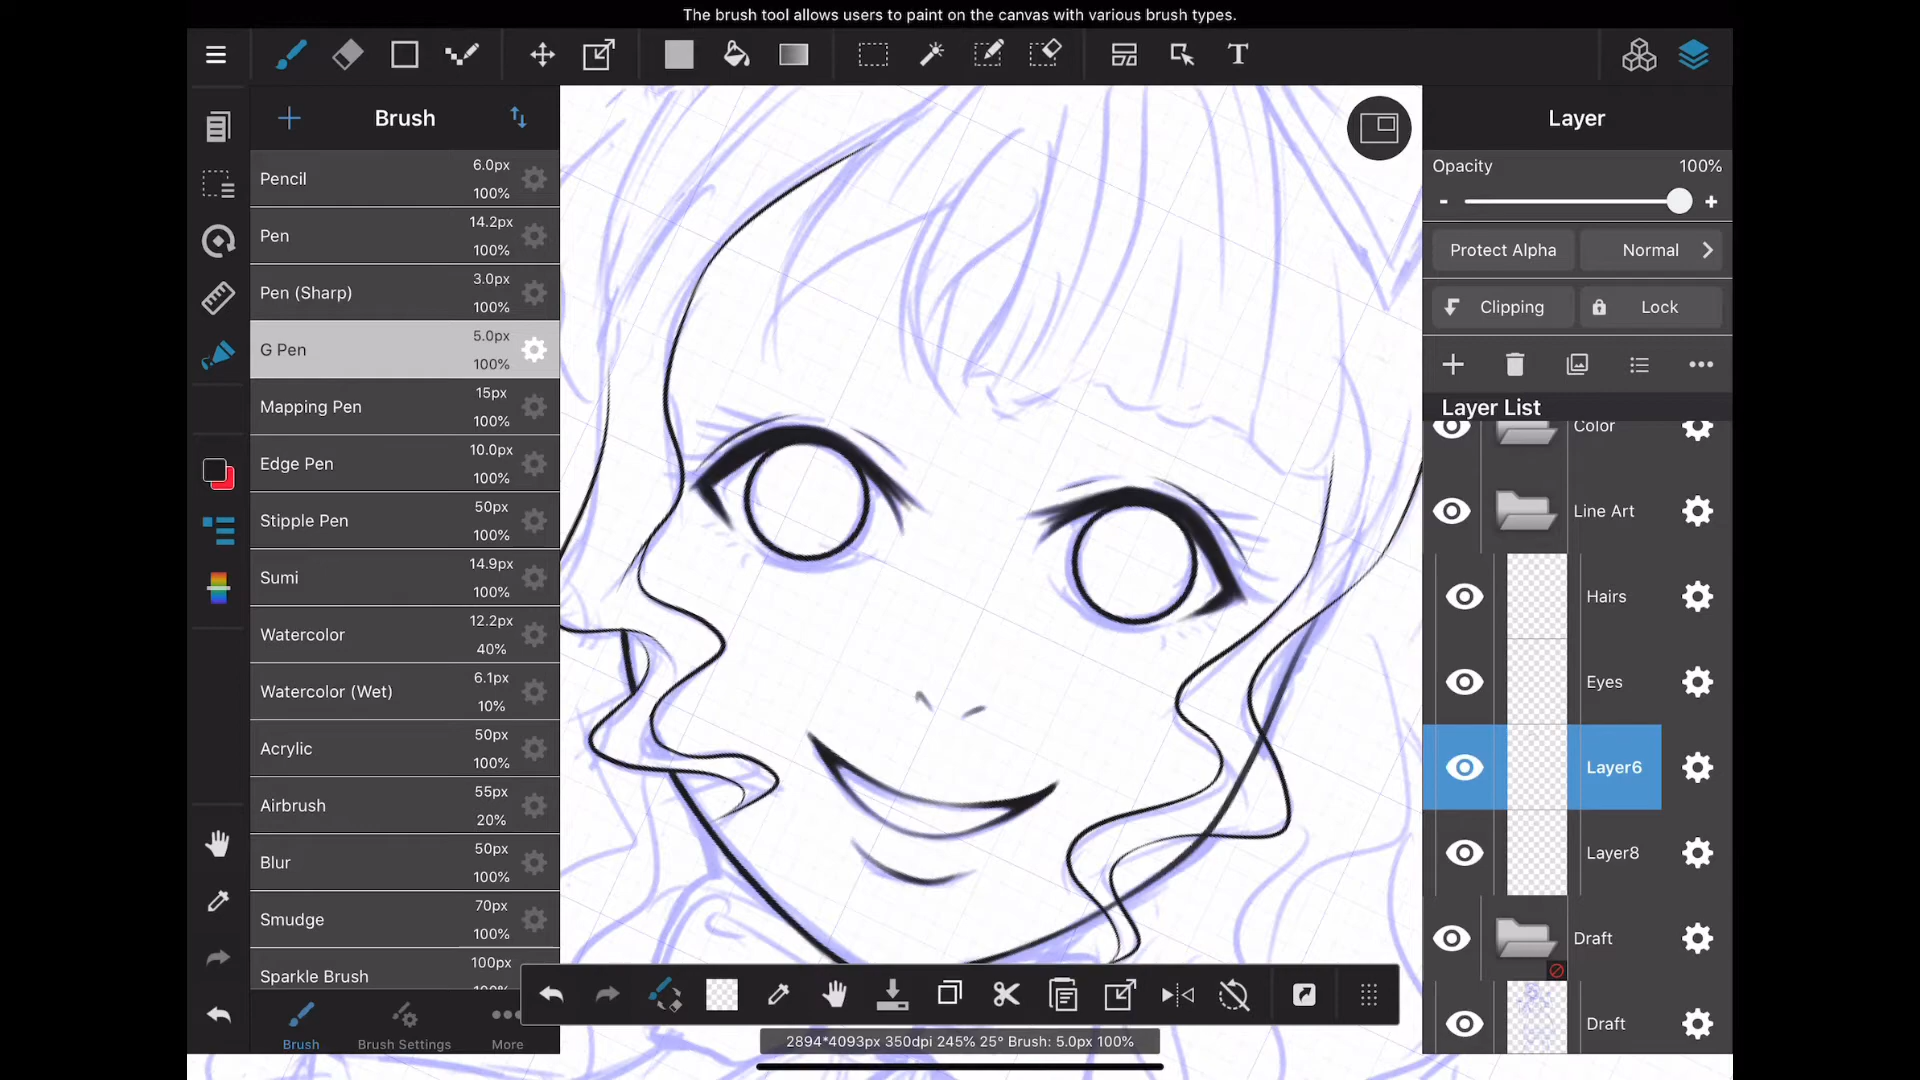 The brush tool allows users to paint on the canvas with various brush types.
T
Brush
Pencil
6.0px
100%
Pen
14.2px
100%
Pen (Sharp)
3.0px
100%
G Pen
5.0px
100%
Mapping Pen
15px
100%
Edge Pen
10.0px
100%
Stipple Pen
50px
100%
Sumi
14.9px
100%
Watercolor
12.2px
40%
Watercolor (Wet)
6.1px
10%
Acrylic
50px
100%
Airbrush
55px
20%
Blur
50px
100%
Smudge
70px
100%
Sparkle Brush
100px
Brush
Brush Settings
More
2894*4093px 350dpi 245% 25° Brush: 5.0px 100%
Layer
Opacity
100%
- +
Protect Alpha
Normal
Clipping
Lock
Layer List
Color
Line Art
Hairs
Eyes
Layer6
Layer8
Draft
Draft